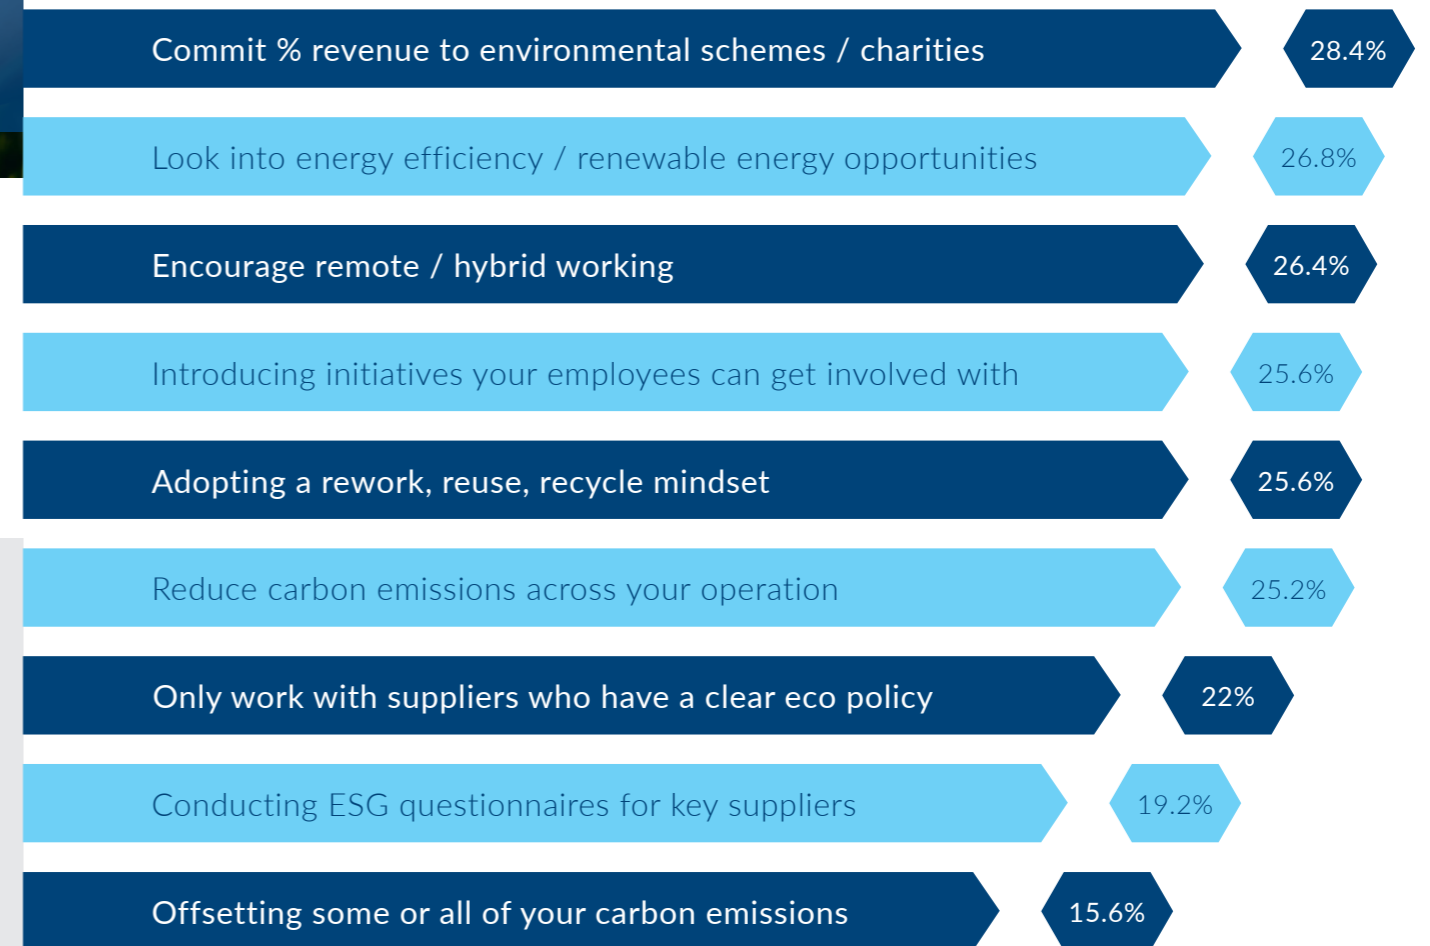 Commit % revenue to environmental schemes / charities 28.4%
Look into energy efficiency / renewable energy opportunities 26.8%
Encourage remote / hybrid working 26.4%
Introducing initiatives your employees can get involved with 25.6%
Adopting a rework, reuse, recycle mindset 25.6%
Reduce carbon emissions across your operation 25.2%
Only work with suppliers who have a clear eco policy 22%
Conducting ESG questionnaires for key suppliers 19.2%
Offsetting some or all of your carbon emissions 15.6%